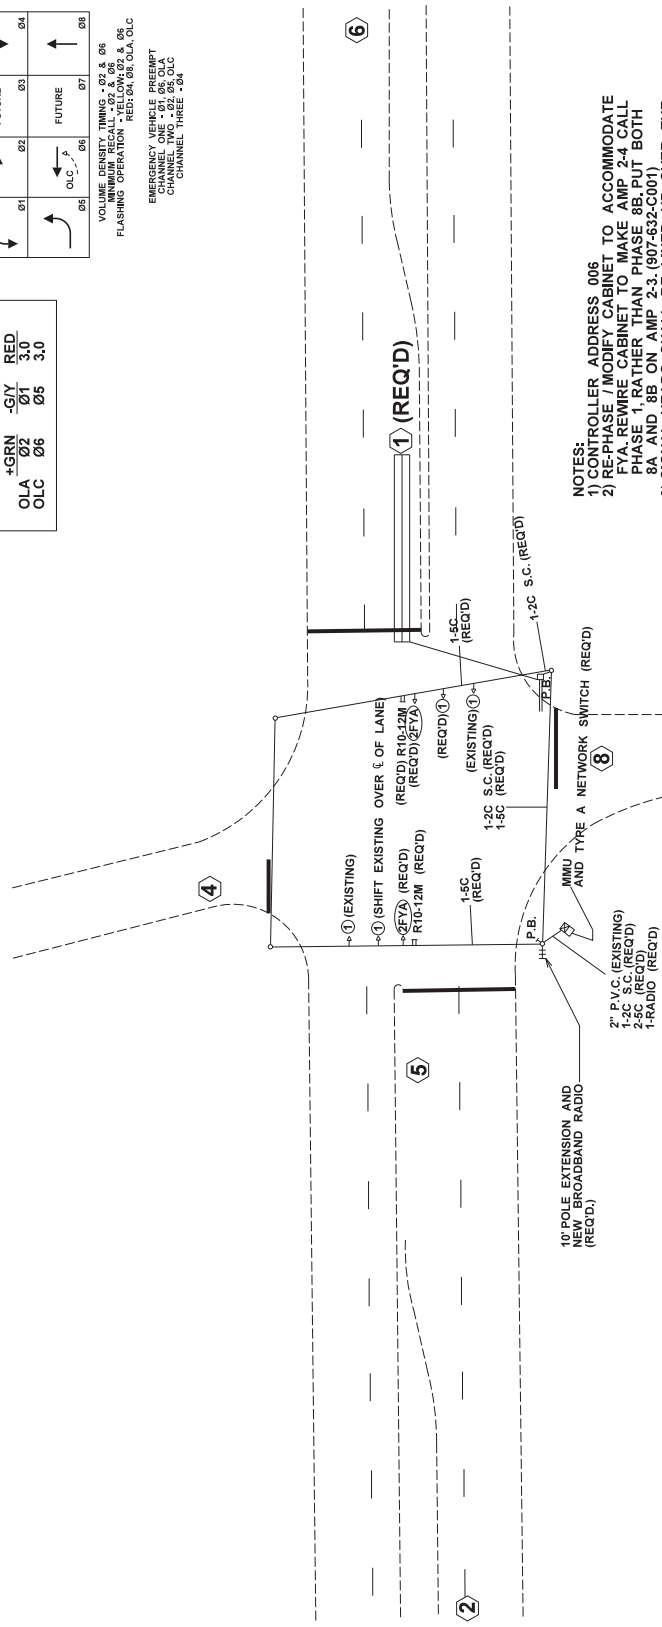 +GRN -G/Y RED
OLA Ø2 Ø1 3.0
OLC Ø6 Ø5 3.0
Ø1 Ø2 Ø3 Ø4
OLC
FUTURE
Ø5 Ø6 Ø7 Ø8
VOLUME DENSITY TIMING - Ø2 & Ø6
MINIMUM RECALL - Ø2 & Ø6
FLASHING OPERATION - YELLOW: Ø2 & Ø6
RED: Ø4, Ø8, OLA, OLC
EMERGENCY VEHICLE PREEMPT
CHANNEL ONE - Ø1, Ø6, OLA
CHANNEL TWO - Ø2, Ø5, OLC
CHANNEL THREE - Ø4
6
1 (REQ'D)
4
1 (EXISTING)
1 (SHIFT EXISTING OVER ℄ OF LANE)
2FYA (REQ'D)
R10-12M (REQ'D)
(REQ'D) R10-12M
(REQ'D) 2FYA
(REQ'D) 1
(EXISTING) 1
1-5C
(REQ'D)
1-5C
(REQ'D)
1-2C S.C. (REQ'D)
1-5C (REQ'D)
1-2C S.C. (REQ'D)
P.B.
P.B.
5
2
8
MMU AND TYPE A NETWORK SWITCH (REQ'D)
2" P.V.C. (EXISTING)
1-2C S.C. (REQ'D)
2-5C (REQ'D)
1-RADIO (REQ'D)
10' POLE EXTENSION AND
NEW BROADBAND RADIO
(REQ'D.)
NOTES:
1) CONTROLLER ADDRESS 006
2) RE-PHASE / MODIFY CABINET TO ACCOMMODATE
FYA. REWIRE CABINET TO MAKE AMP 2-4 CALL
PHASE 1, RATHER THAN PHASE 8B. PUT BOTH
8A AND 8B ON AMP 2-3. (907-632-C001)